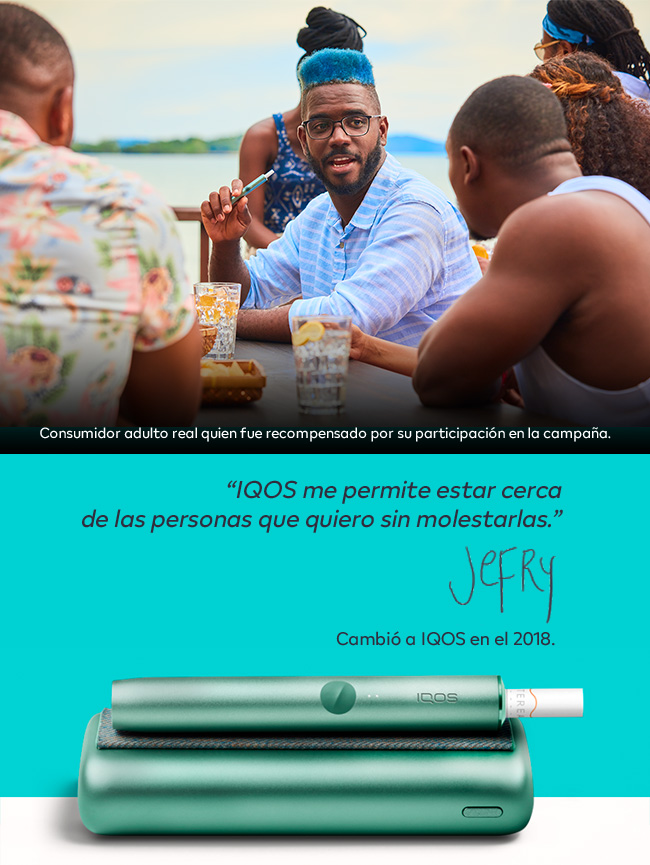 Consumidor adulto real quien fue recompensado por su participación en la campaña.
“IQOS me permite estar cerca
de las personas que quiero sin molestarlas.”
JEFRY
Cambió a IQOS en el 2018.
IQOS